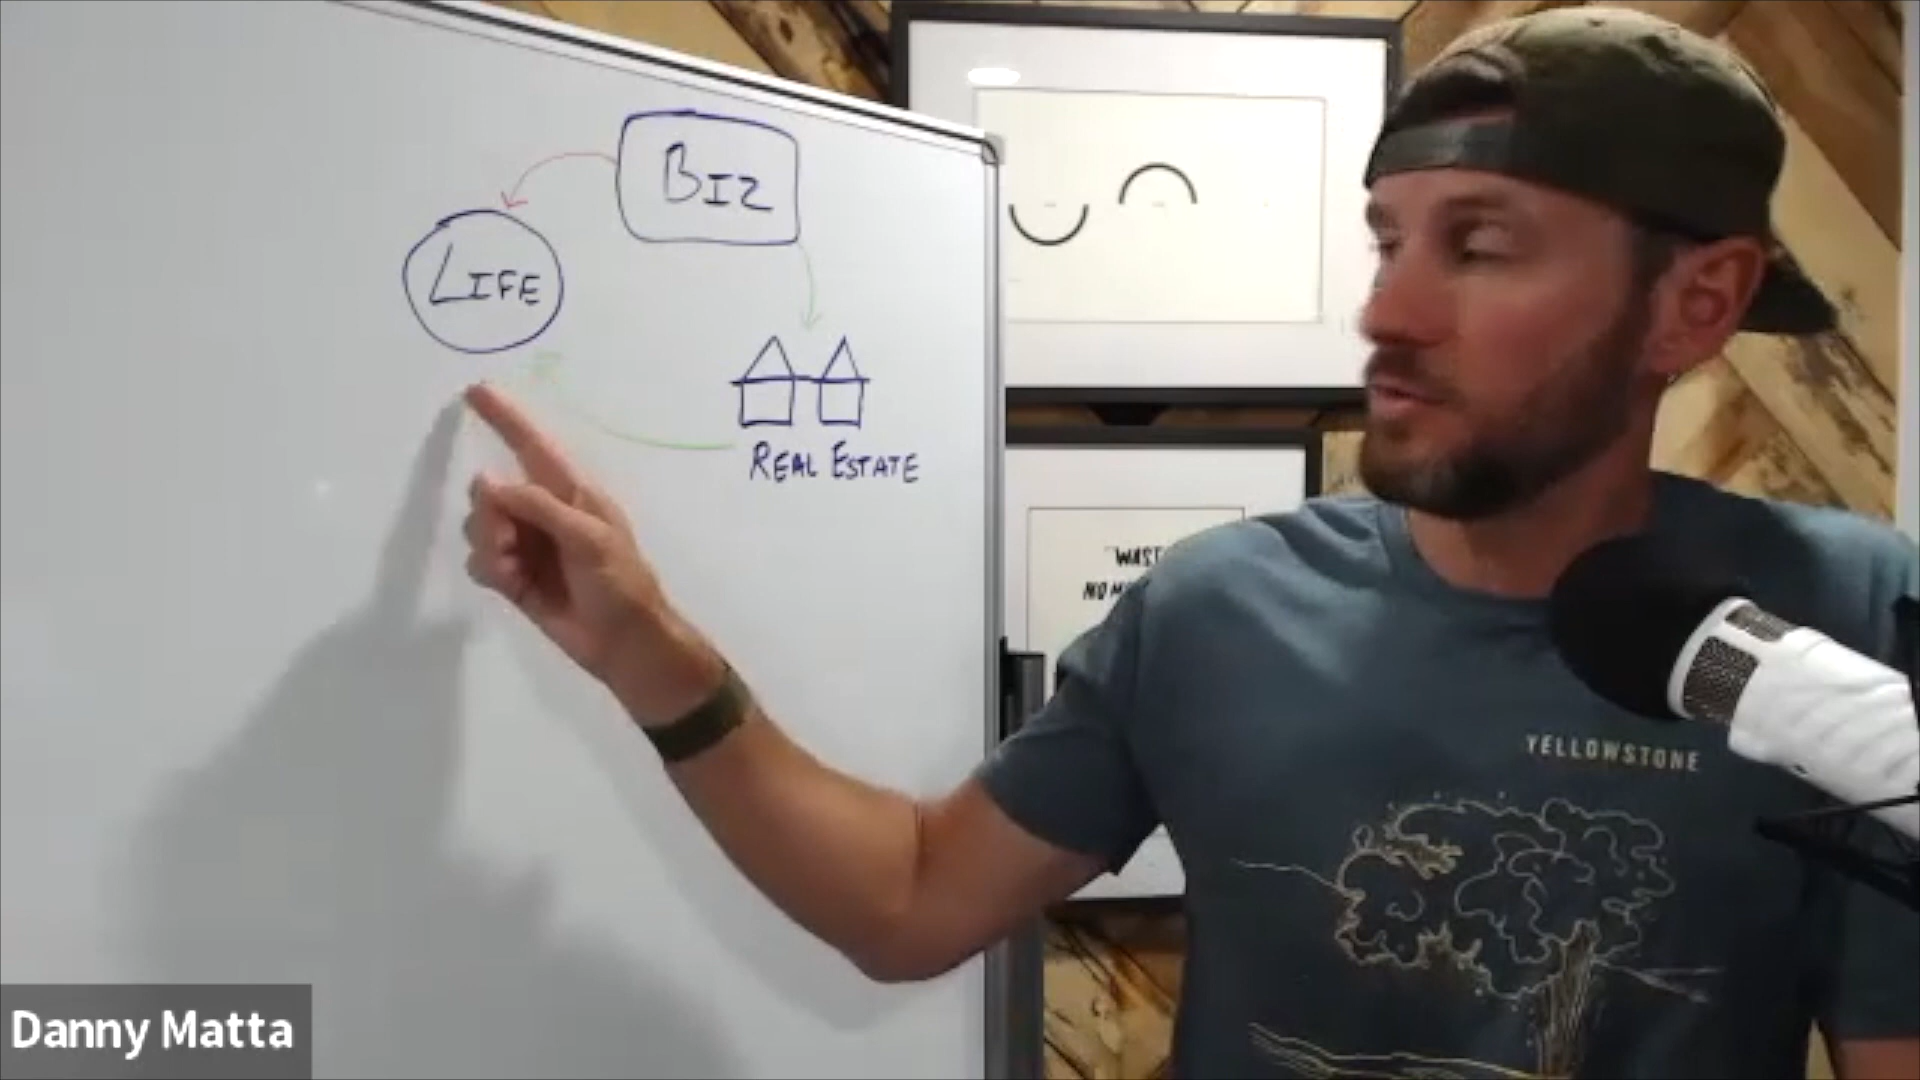 BIZ
LIFE
REAL ESTATE
YELLOWSTONE
Danny Matta